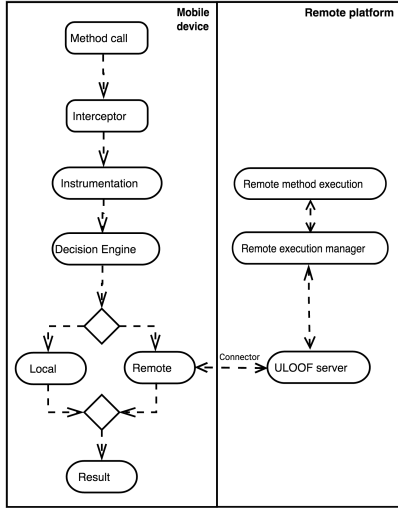 Mobile
device
Remote platform
Method call
Interceptor
Instrumentation
Decision Engine
Local
Remote
Result
Connector
Remote method execution
Remote execution manager
ULOOF server